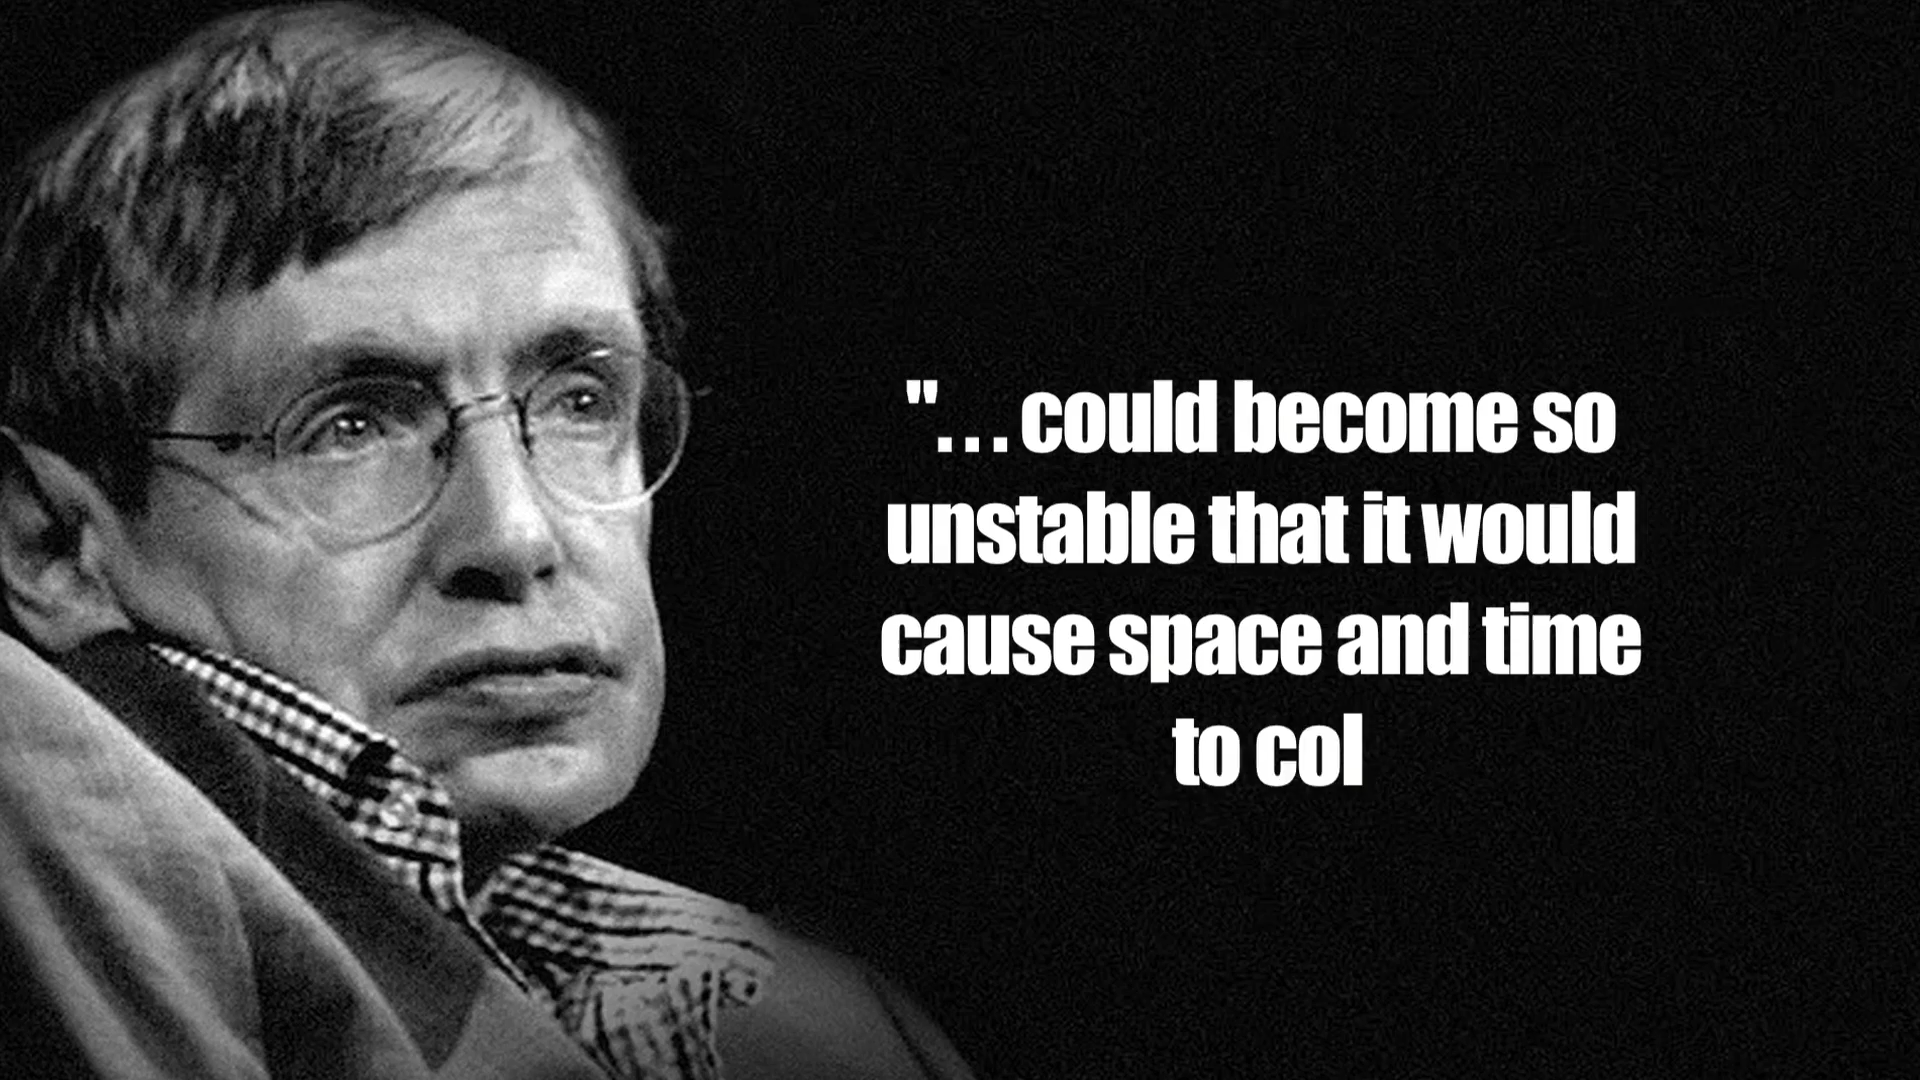 ". . . could become so
unstable that it would
cause space and time
to col